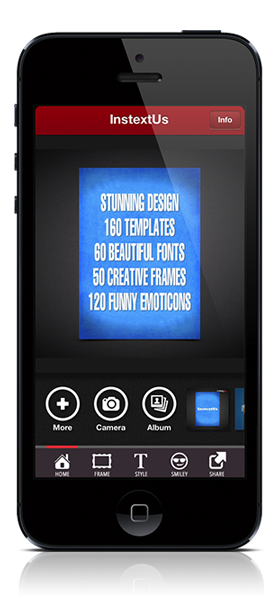 InstextUs
Info
STUNNING DESIGN
160 TEMPLATES
60 BEAUTIFUL FONTS
50 CREATIVE FRAMES
120 FUNNY EMOTICONS
InstextUs
More
Camera
Album
HOME
FRAME
STYLE
SMILEY
SHARE